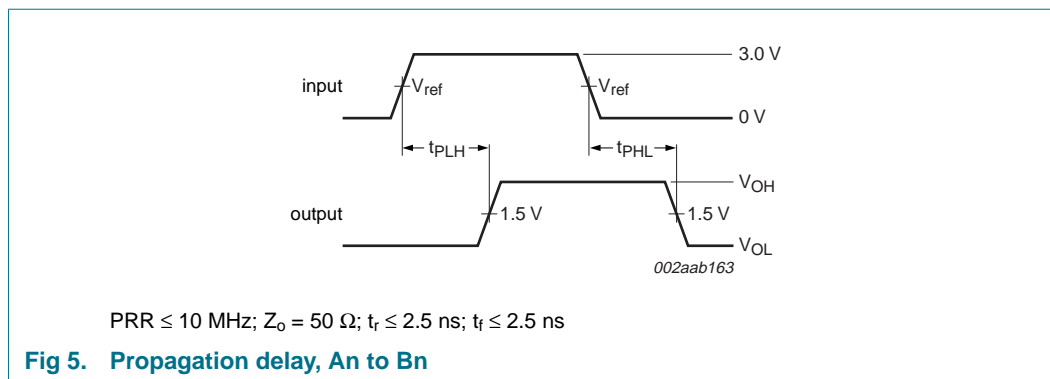 3.0 V
input
Vref
Vref
0 V
tPLH
tPHL
VOH
output
1.5 V
1.5 V
VOL
002aab163
PRR ≤ 10 MHz; Zo = 50 Ω; tr ≤ 2.5 ns; tf ≤ 2.5 ns
Fig 5. Propagation delay, An to Bn